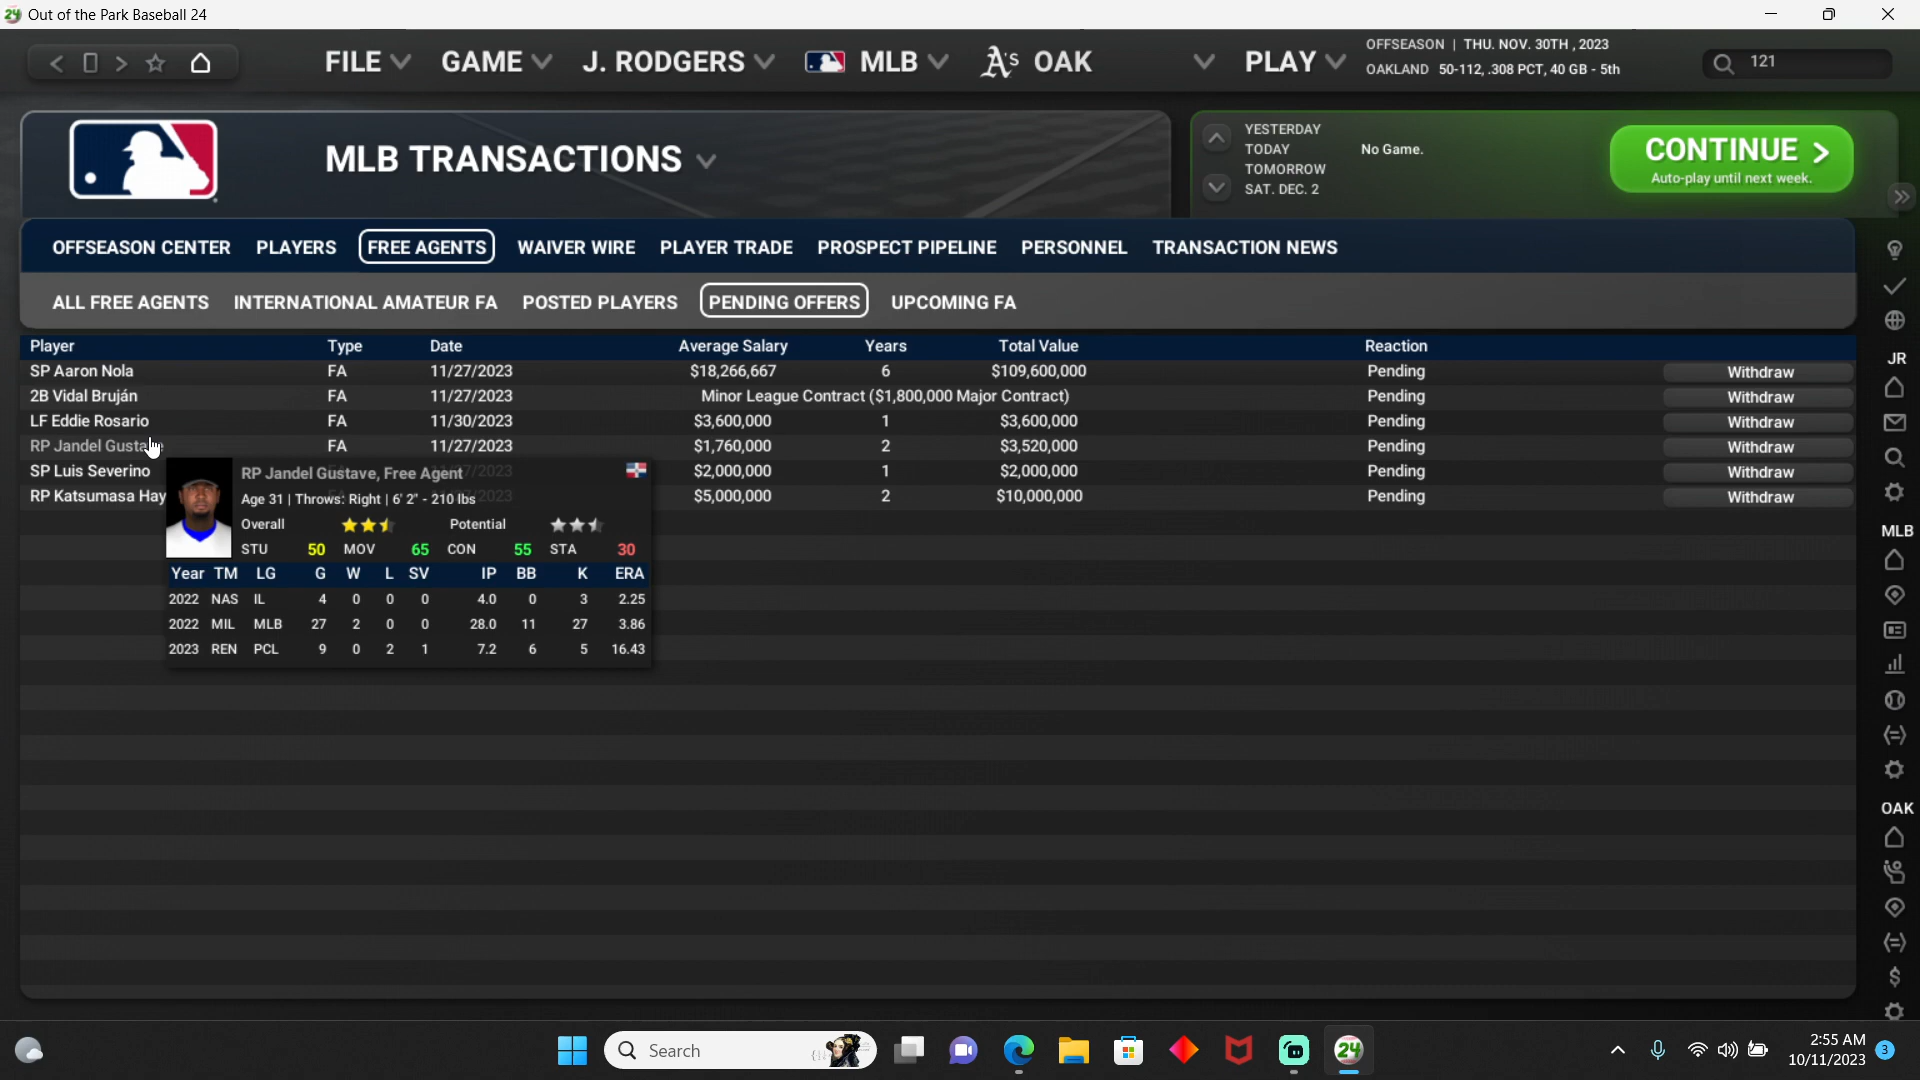 Out of the Park Baseball 24
FILE GAME J. RODGERS MLB A's OAK PLAY
OFFSEASON | THU. NOV. 30TH , 2023
OAKLAND 50-112, .308 PCT, 40 GB - 5th
121
MLB TRANSACTIONS
YESTERDAY
TODAY
TOMORROW
SAT. DEC. 2
No Game.
CONTINUE >
Auto-play until next week.
OFFSEASON CENTER PLAYERS FREE AGENTS WAIVER WIRE PLAYER TRADE PROSPECT PIPELINE PERSONNEL TRANSACTION NEWS
ALL FREE AGENTS INTERNATIONAL AMATEUR FA POSTED PLAYERS PENDING OFFERS UPCOMING FA
Player Type Date Average Salary Years Total Value Reaction
SP Aaron Nola FA 11/27/2023 $18,266,667 6 $109,600,000 Pending Withdraw
2B Vidal Bruján FA 11/27/2023 Minor League Contract ($1,800,000 Major Contract) Pending Withdraw
LF Eddie Rosario FA 11/30/2023 $3,600,000 1 $3,600,000 Pending Withdraw
RP Jandel Gustave FA 11/27/2023 $1,760,000 2 $3,520,000 Pending Withdraw
SP Luis Severino $2,000,000 1 $2,000,000 Pending Withdraw
RP Katsumasa Hay $5,000,000 2 $10,000,000 Pending Withdraw
RP Jandel Gustave, Free Agent
Age 31 | Throws: Right | 6' 2" - 210 lbs
Overall Potential
STU 50 MOV 65 CON 55 STA 30
Year TM LG G W L SV IP BB K ERA
2022 NAS IL 4 0 0 0 4.0 0 3 2.25
2022 MIL MLB 27 2 0 0 28.0 11 27 3.86
2023 REN PCL 9 0 2 1 7.2 6 5 16.43
JR
MLB
OAK
Search
24
2:55 AM
10/11/2023
3